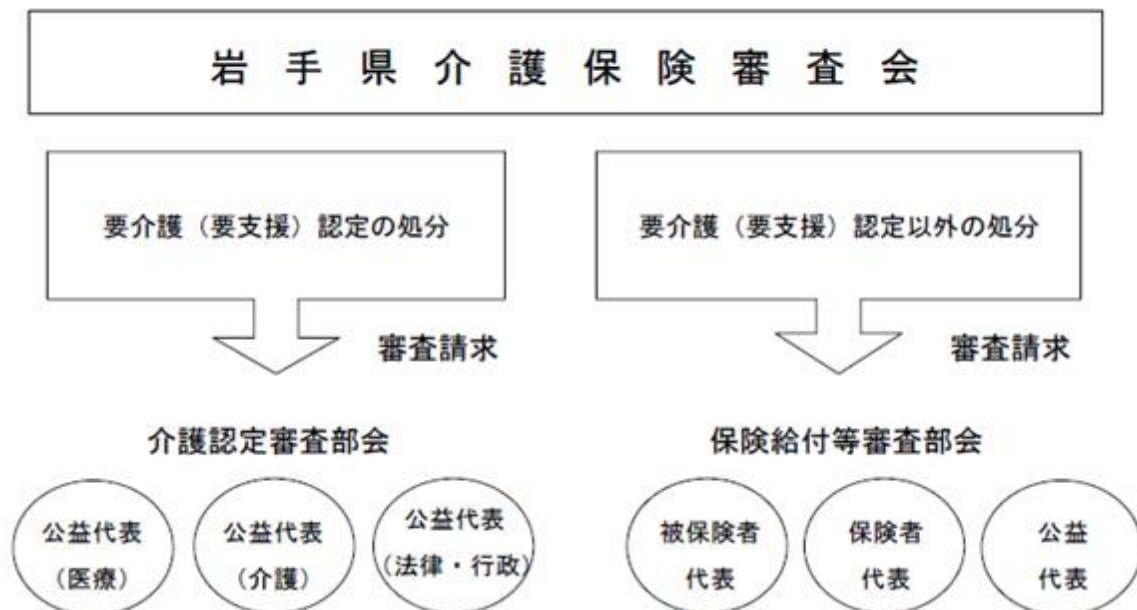 岩手県介護保険審査会
要介護（要支援）認定の処分
要介護（要支援）認定以外の処分
審査請求
審査請求
介護認定審査部会
保険給付等審査部会
公益代表
（医療）
公益代表
（介護）
公益代表
（法律・行政）
被保険者
代表
保険者
代表
公益
代表